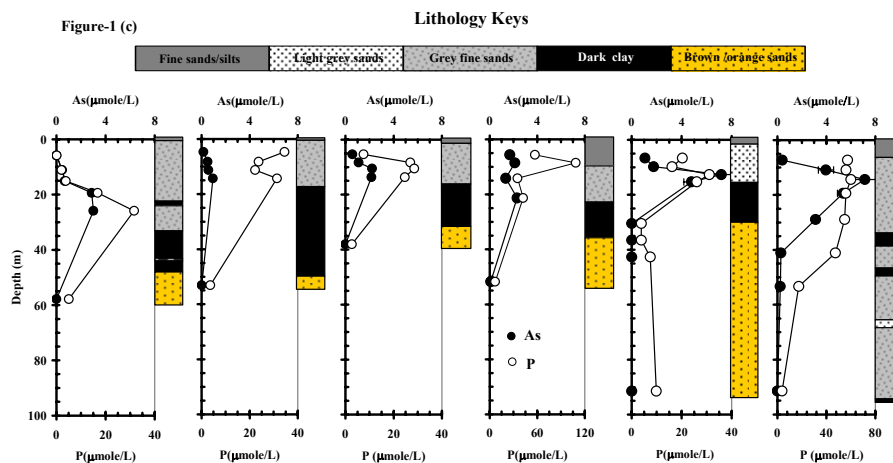 Figure-1 (c)
Lithology Keys
Fine sands/silts Light grey sands Grey fine sands Dark clay Brown /orange sands
As(µmole/L) As(µmole/L) As(µmole/L) As(µmole/L) As(µmole/L) As(µmole/L)
0 4 8 0 4 8 0 4 8 0 4 8 0 4 8 0 4 8
0
20
40
60
80
100
Depth (m)
As
P
0 20 40 0 20 40 0 20 40 0 60 120 0 20 40 0 40 80
P(µmole/L) P(µmole/L) P(µmole/L) P(µmole/L) P(µmole/L) P (µmole/L)